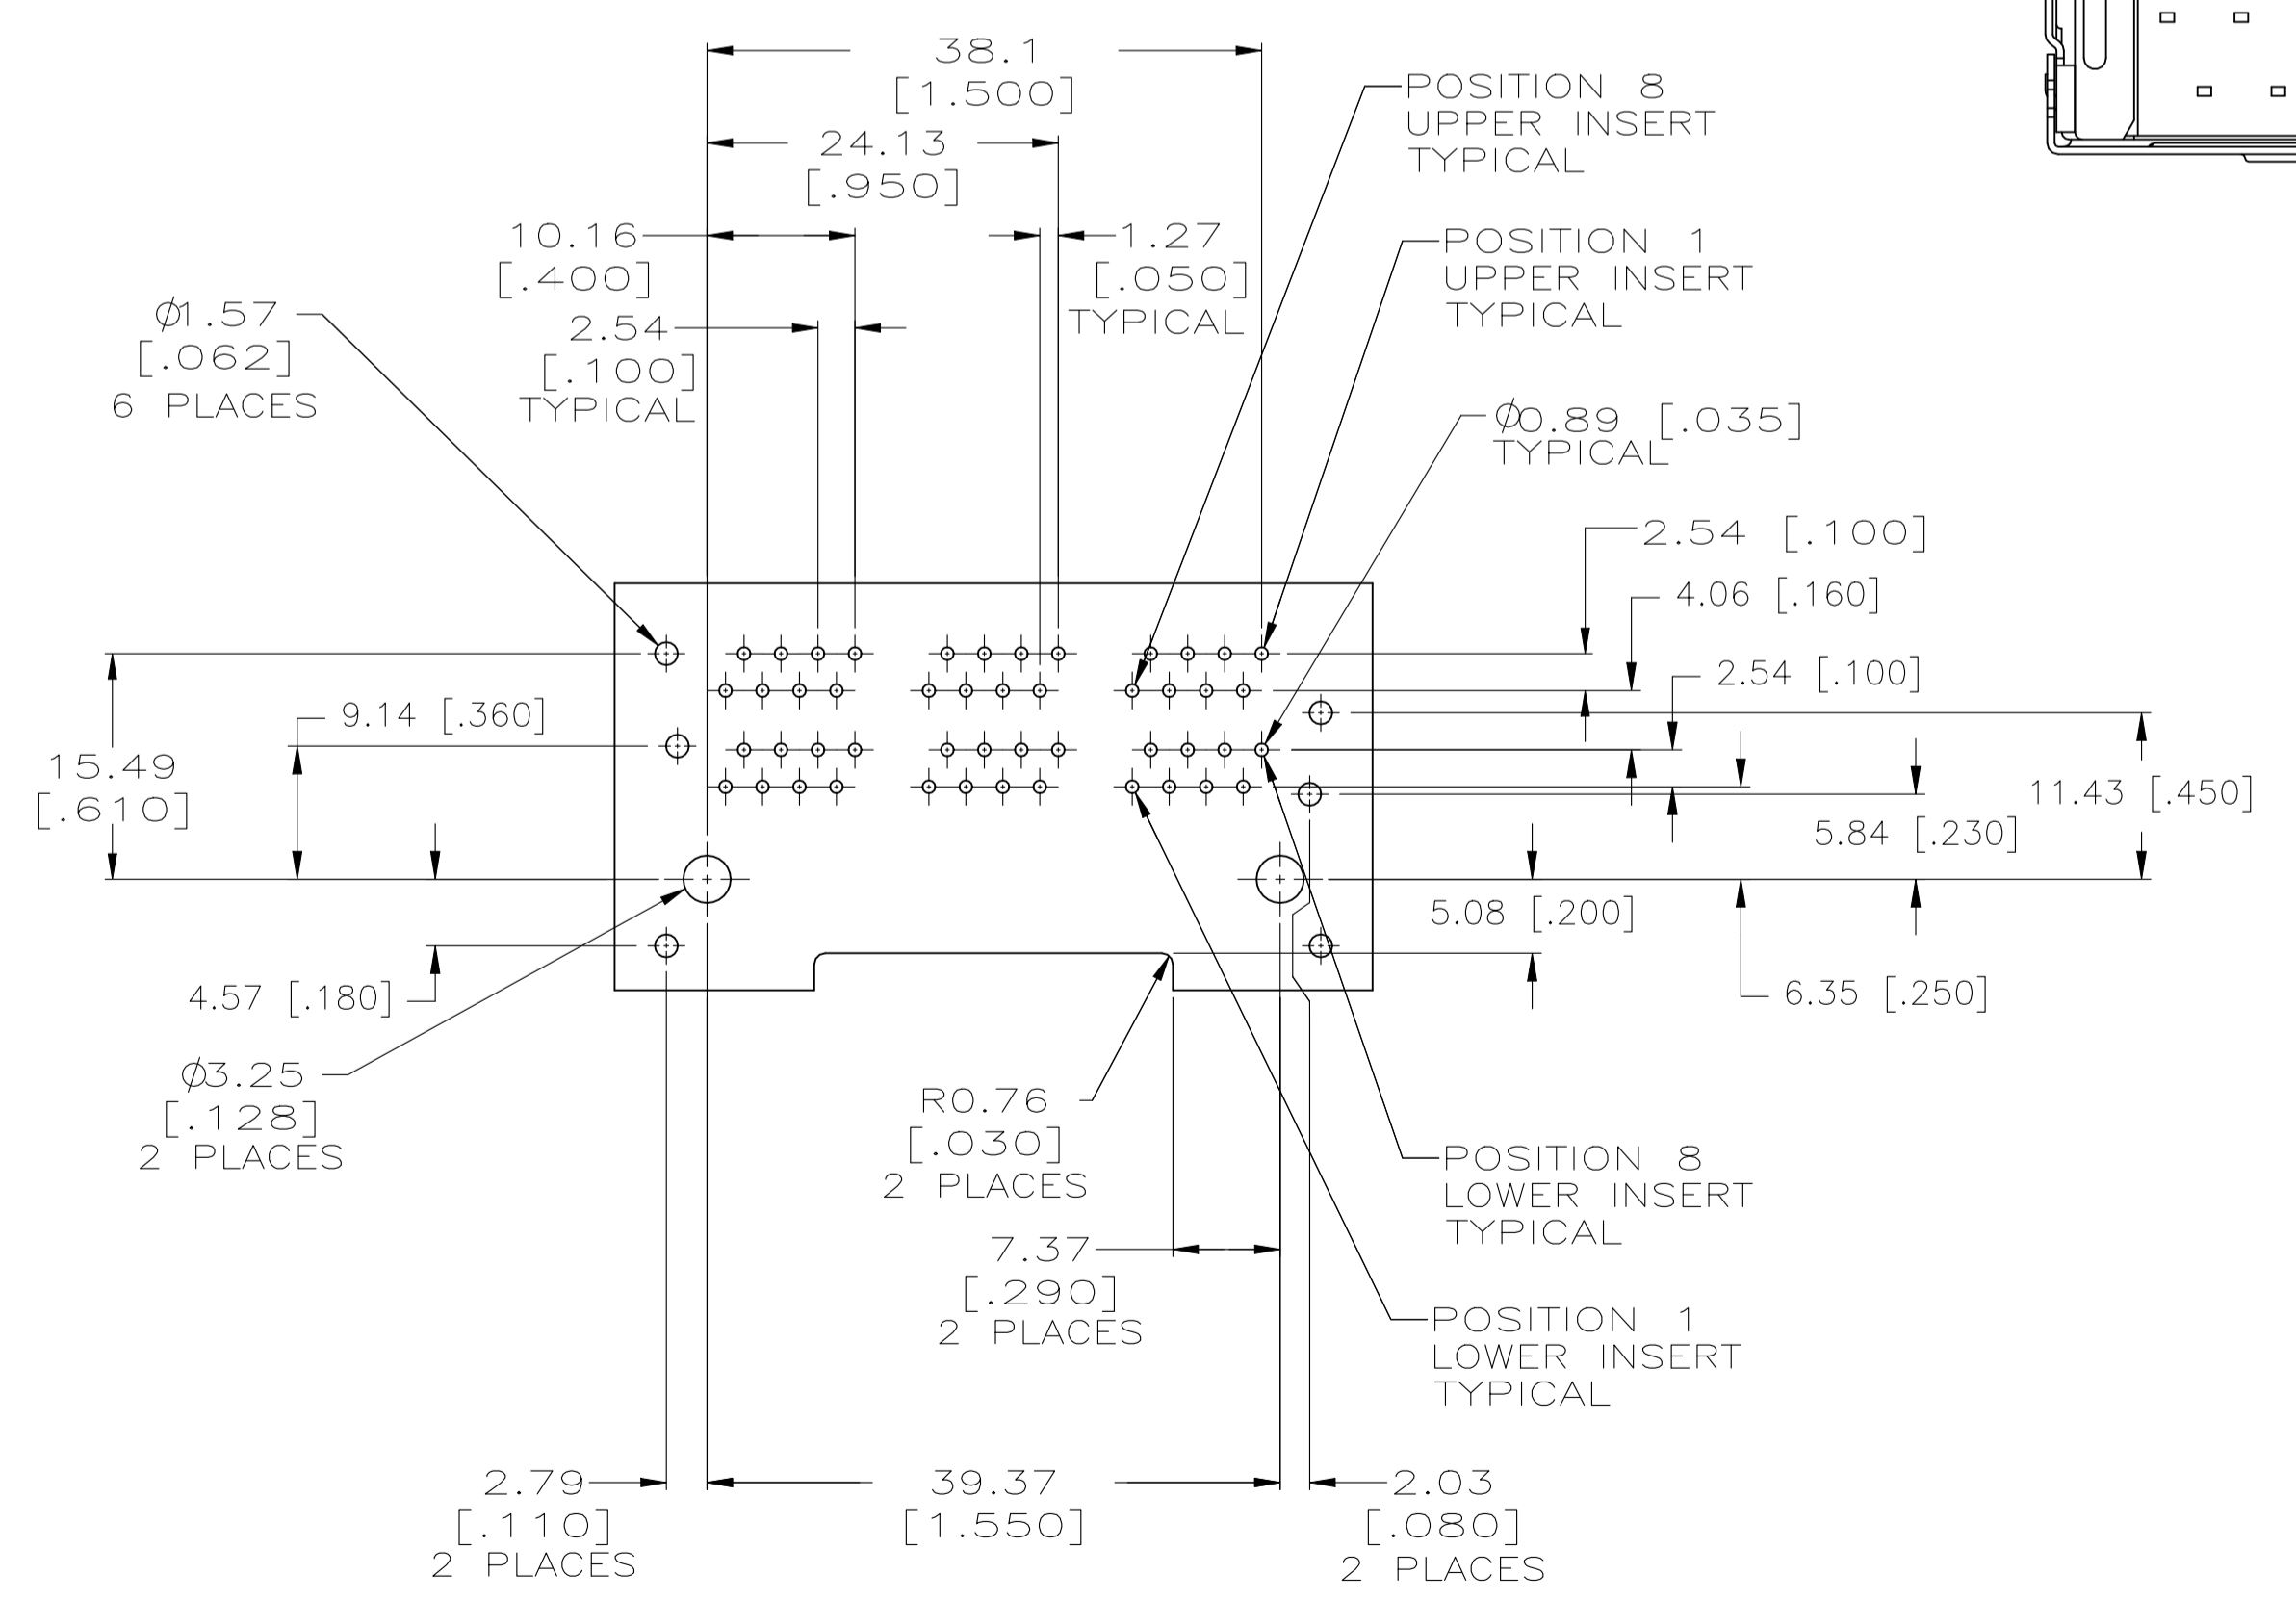 38.1
[1.500]
24.13
[.950]
10.16
[.400]
2.54
[.100]
TYPICAL
1.27
[.050]
TYPICAL
POSITION 8
UPPER INSERT
TYPICAL
POSITION 1
UPPER INSERT
TYPICAL
Ø1.57
[.062]
6 PLACES
Ø0.89 [.035]
TYPICAL
2.54 [.100]
4.06 [.160]
2.54 [.100]
9.14 [.360]
15.49
[.610]
11.43 [.450]
5.84 [.230]
5.08 [.200]
6.35 [.250]
4.57 [.180]
Ø3.25
[.128]
2 PLACES
R0.76
[.030]
2 PLACES
7.37
[.290]
2 PLACES
POSITION 8
LOWER INSERT
TYPICAL
POSITION 1
LOWER INSERT
TYPICAL
2.79
[.110]
2 PLACES
39.37
[1.550]
2.03
[.080]
2 PLACES